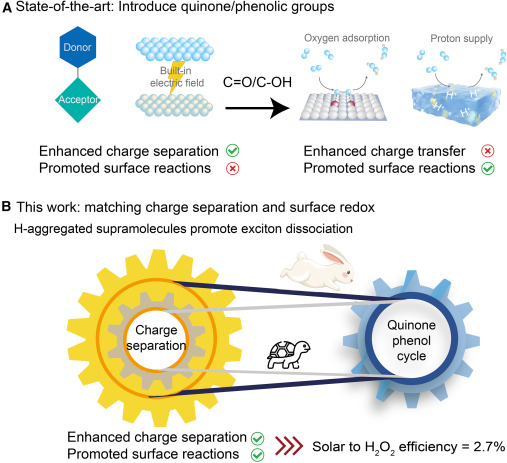 A State-of-the-art: Introduce quinone/phenolic groups
Donor
Acceptor
Built-in
electric field
C=O/C-OH
Oxygen adsorption
Proton supply
H⁺ H⁺ H⁺
Enhanced charge separation
Promoted surface reactions
Enhanced charge transfer
Promoted surface reactions
B This work: matching charge separation and surface redox
H-aggregated supramolecules promote exciton dissociation
Charge
separation
Quinone
phenol
cycle
Enhanced charge separation
Promoted surface reactions
Solar to H₂O₂ efficiency = 2.7%